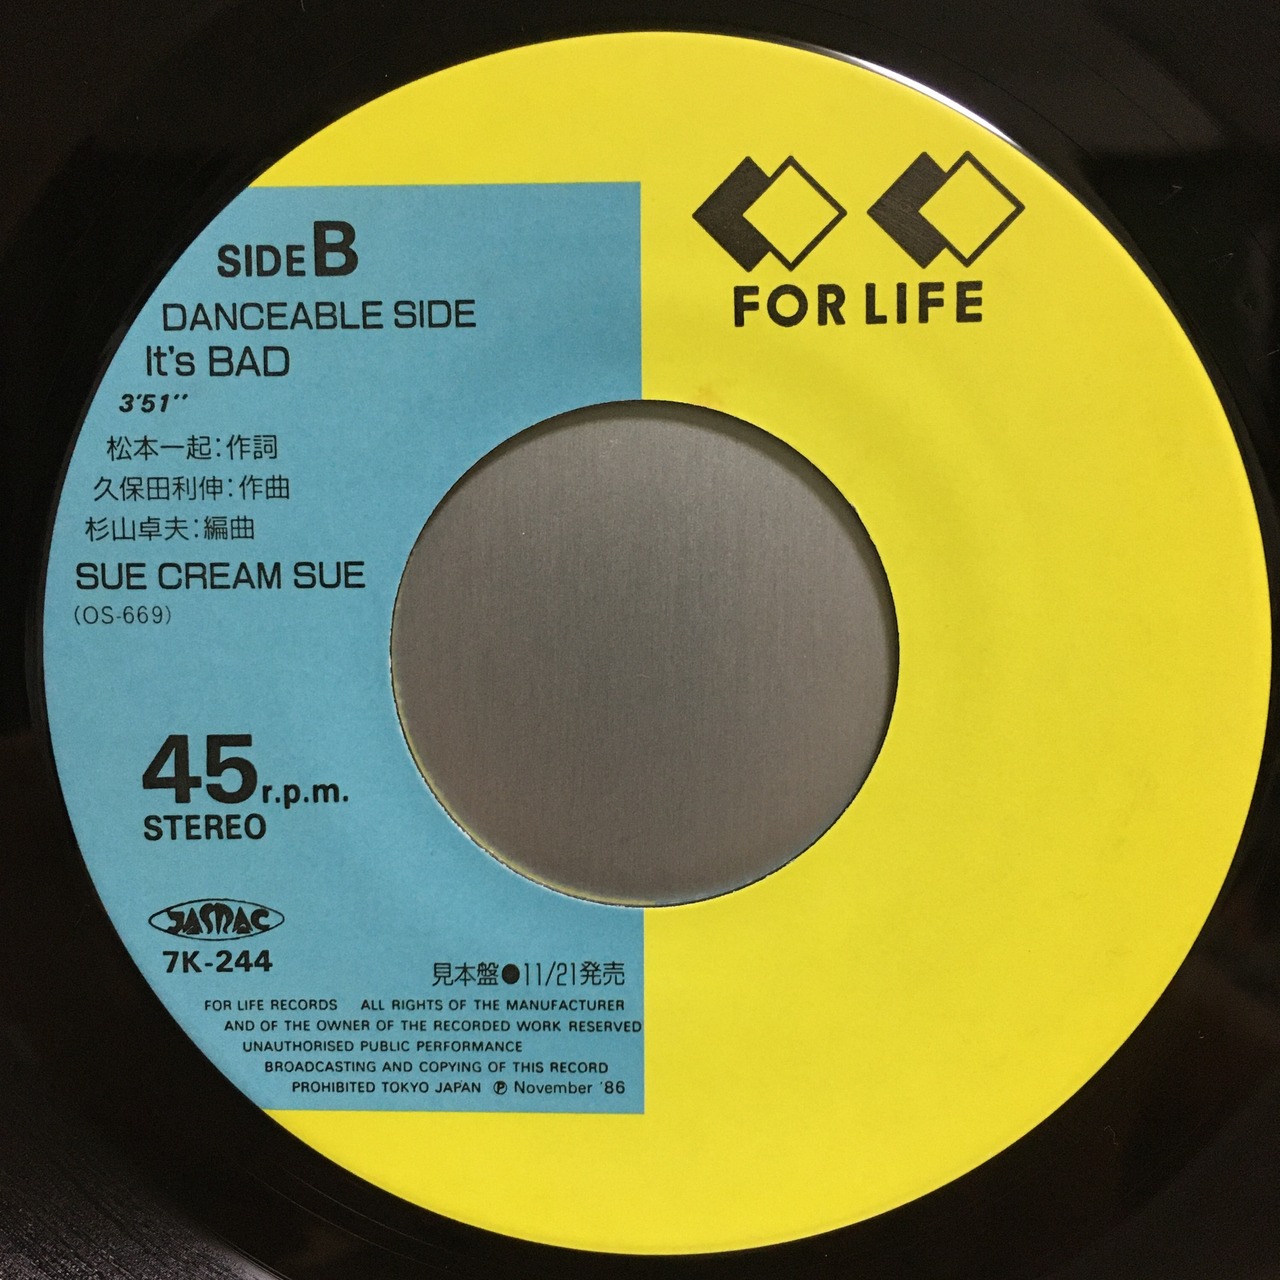 FOR LIFE
SIDE B
DANCEABLE SIDE
It's BAD
3'51''
松本一起:作詞
久保田利伸:作曲
杉山卓夫:編曲
SUE CREAM SUE
(OS-669)
45 r.p.m.
STEREO
JASRAC
7K-244
見本盤●11/21発売
FOR LIFE RECORDS ALL RIGHTS OF THE MANUFACTURER
AND OF THE OWNER OF THE RECORDED WORK RESERVED
UNAUTHORISED PUBLIC PERFORMANCE
BROADCASTING AND COPYING OF THIS RECORD
PROHIBITED TOKYO JAPAN Ⓟ November '86